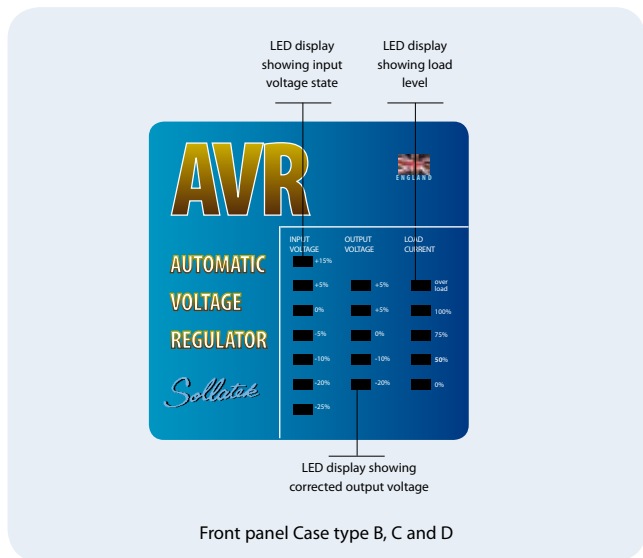 LED display
showing input
voltage state
LED display
showing load
level
AVR
ENGLAND
AUTOMATIC
VOLTAGE
REGULATOR
Sollatek
INPUT
VOLTAGE
+15%
+5%
0%
-5%
-10%
-20%
-25%
OUTPUT
VOLTAGE
+5%
+5%
0%
-10%
-20%
LOAD
CURRENT
over
load
100%
75%
50%
0%
LED display showing
corrected output voltage
Front panel Case type B, C and D